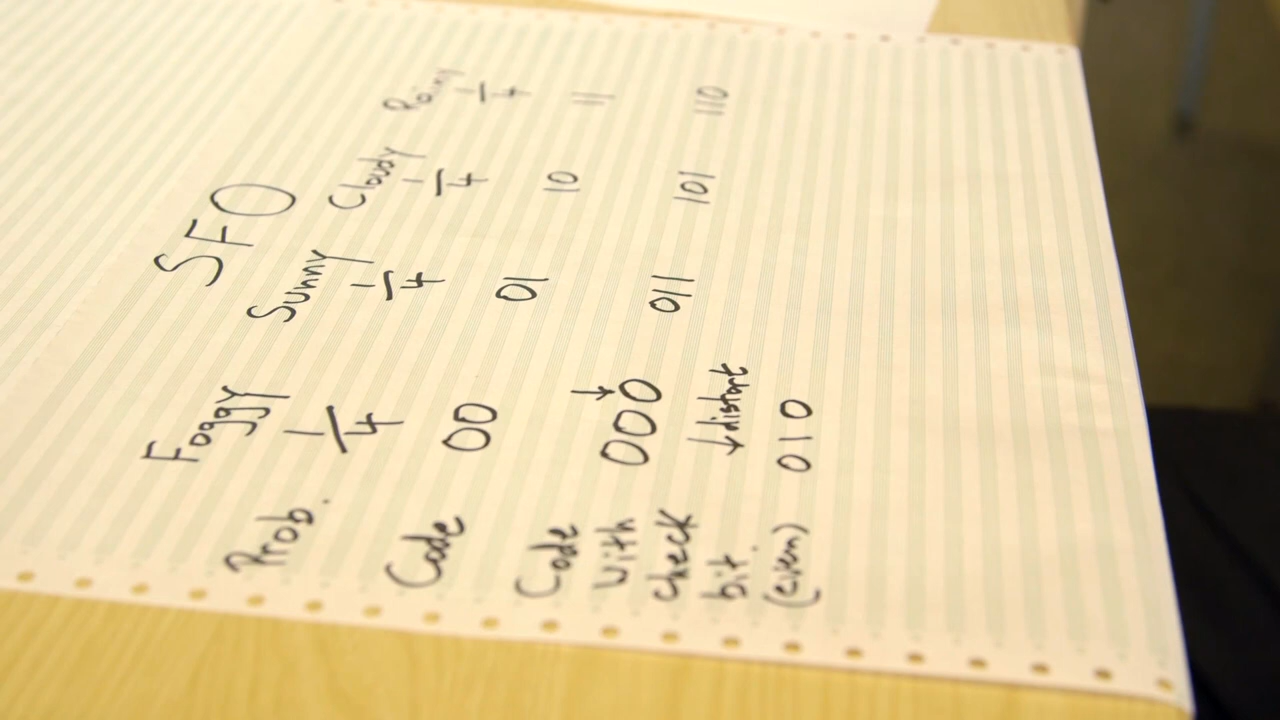 SFO
Foggy Sunny Cloudy Rainy
Prob. 1/4 1/4 1/4 1/4
Code 00 01 10 11
Code with check bit. (even) 000 011 101 110
↓
↓ distort
010